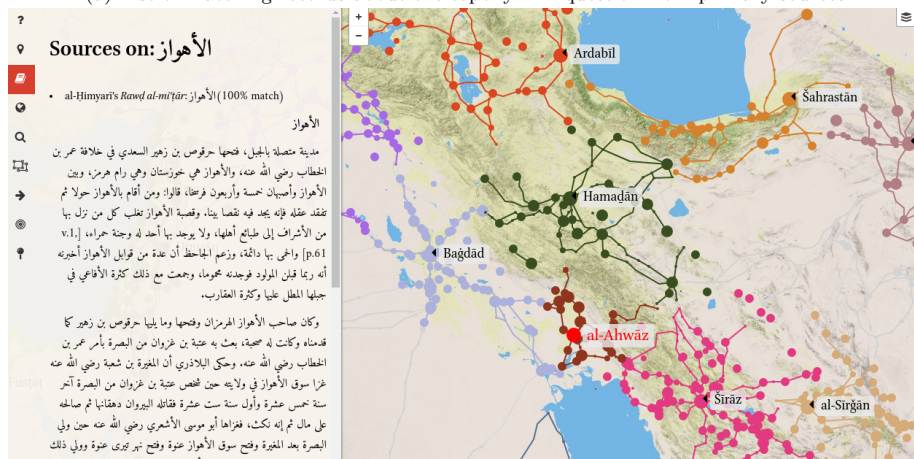 Sources on: الأهواز
• al-Ḥimyarī's Rawḍ al-miʿṭār: الأهواز (100% match)
الأهواز
مدينة متصلة بالجبل، فتحها حرقوص بن زهير السعدي في خلافة عمر بن
الخطاب رضي الله عنه، والأهواز هي خوزستان وهي رام هرمز، وبين
الأهواز وأصبهان خمسة وأربعون فرسخا، قالوا: ومن أقام بالأهواز حولا ثم
تفقد عقله فإنه يجد فيه نقصا بينا. وقصبة الأهواز تغلب كل من نزل بها
من الأشراف إلى طبائع أهلها، ولا يوجد بها أحد له وجنة حمراء، [v.1,
p.61] والحمى بها دائمة، وزعم الجاحظ أن عدة من قوابل الأهواز أخبرنه
أنه ربما قبلن المولود فوجدنه محموما، وجمعت مع ذلك كثرة الأفاعي في
جبلها المطل عليها وكثرة العقارب.
وكان صاحب الأهواز الهرمزان وفتحها وما يليها حرقوص بن زهير كما
قدمناه وكانت له صحبة، بعث به عتبة بن غزوان من البصرة بأمر عمر بن
الخطاب رضي الله عنه. وحكى البلاذري أن المغيرة بن شعبة رضي الله عنه
غزا سوق الأهواز في ولايته حين شخص عتبة بن غزوان من البصرة آخر
سنة خمس عشرة وأول سنة ست عشرة فقاتله البيروان دهقانها ثم صالحه
على مال ثم إنه نكث، فغزاها أبو موسى الأشعري رضي الله عنه حين ولي
البصرة بعد المغيرة وفتح سوق الأهواز عنوة وفتح نهر تيرى عنوة وولي ذلك
Fusṭāṭ
+
−
Ardabīl
Šahrastān
Hamaḏān
Baġdād
al-Ahwāz
Šīrāz
al-Sīrǧān